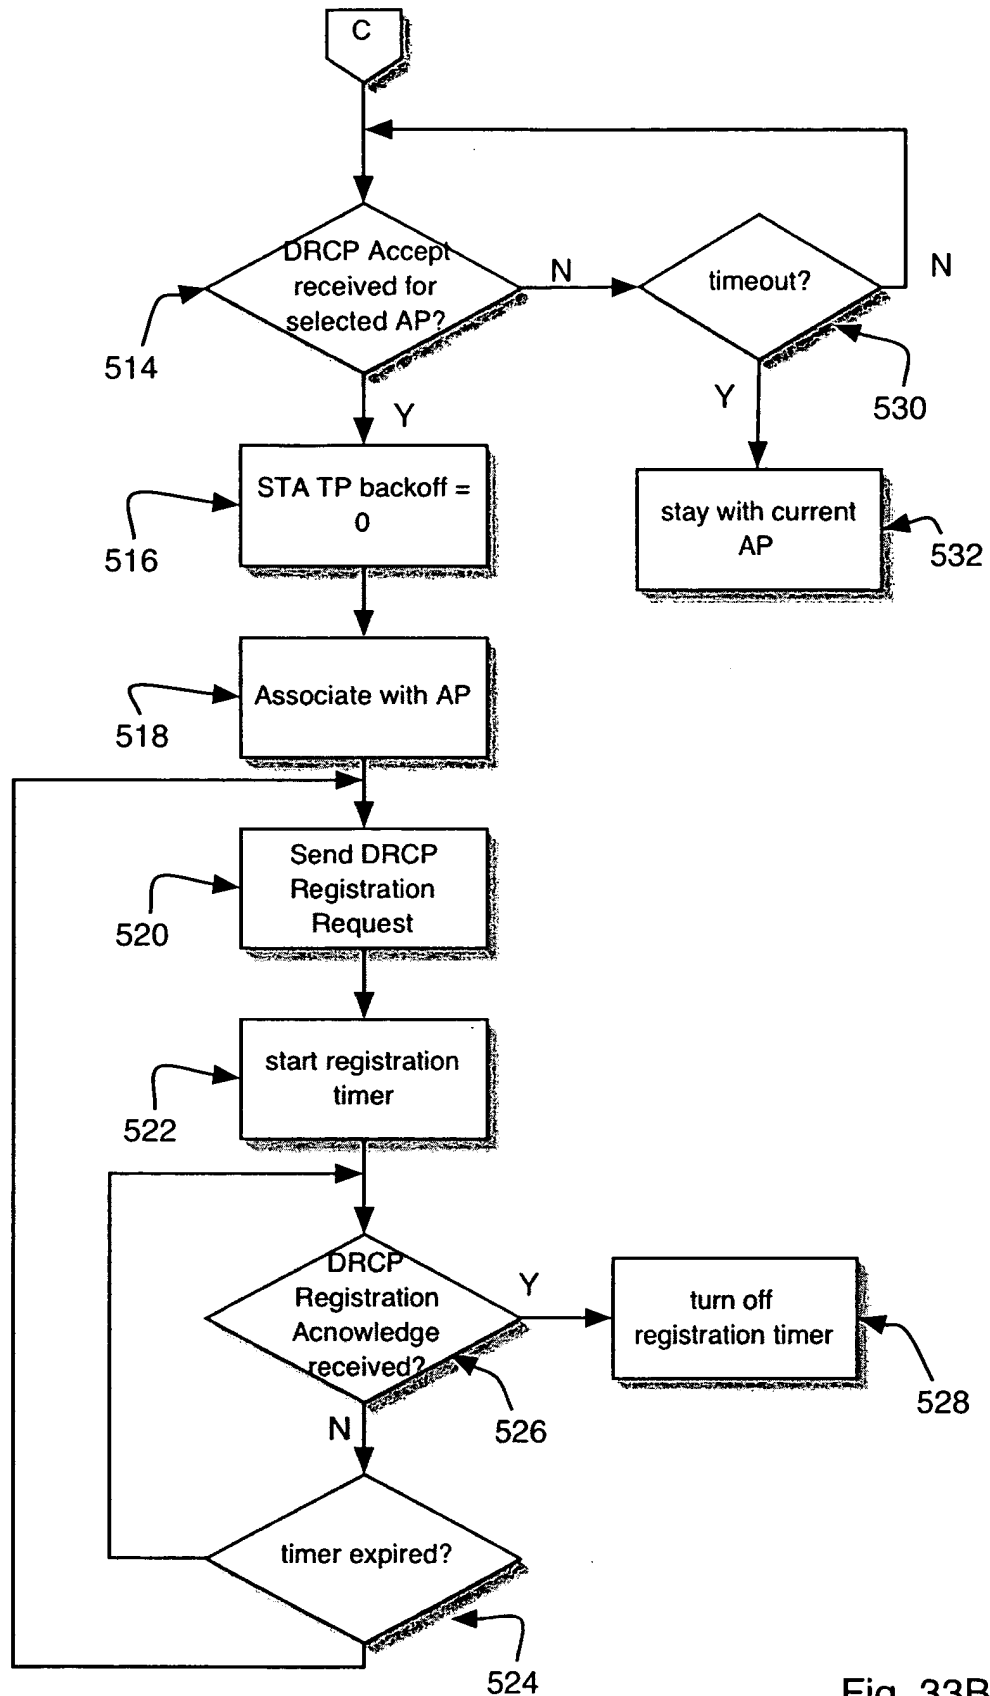 C
DRCP Accept
received for
selected AP?
N
timeout?
N
514
530
Y
Y
STA TP backoff =
0
516
stay with current
AP
532
Associate with AP
518
Send DRCP
Registration
Request
520
start registration
timer
522
DRCP
Registration
Acnowledge
received?
Y
turn off
registration timer
528
526
N
timer expired?
524
Fig. 33B